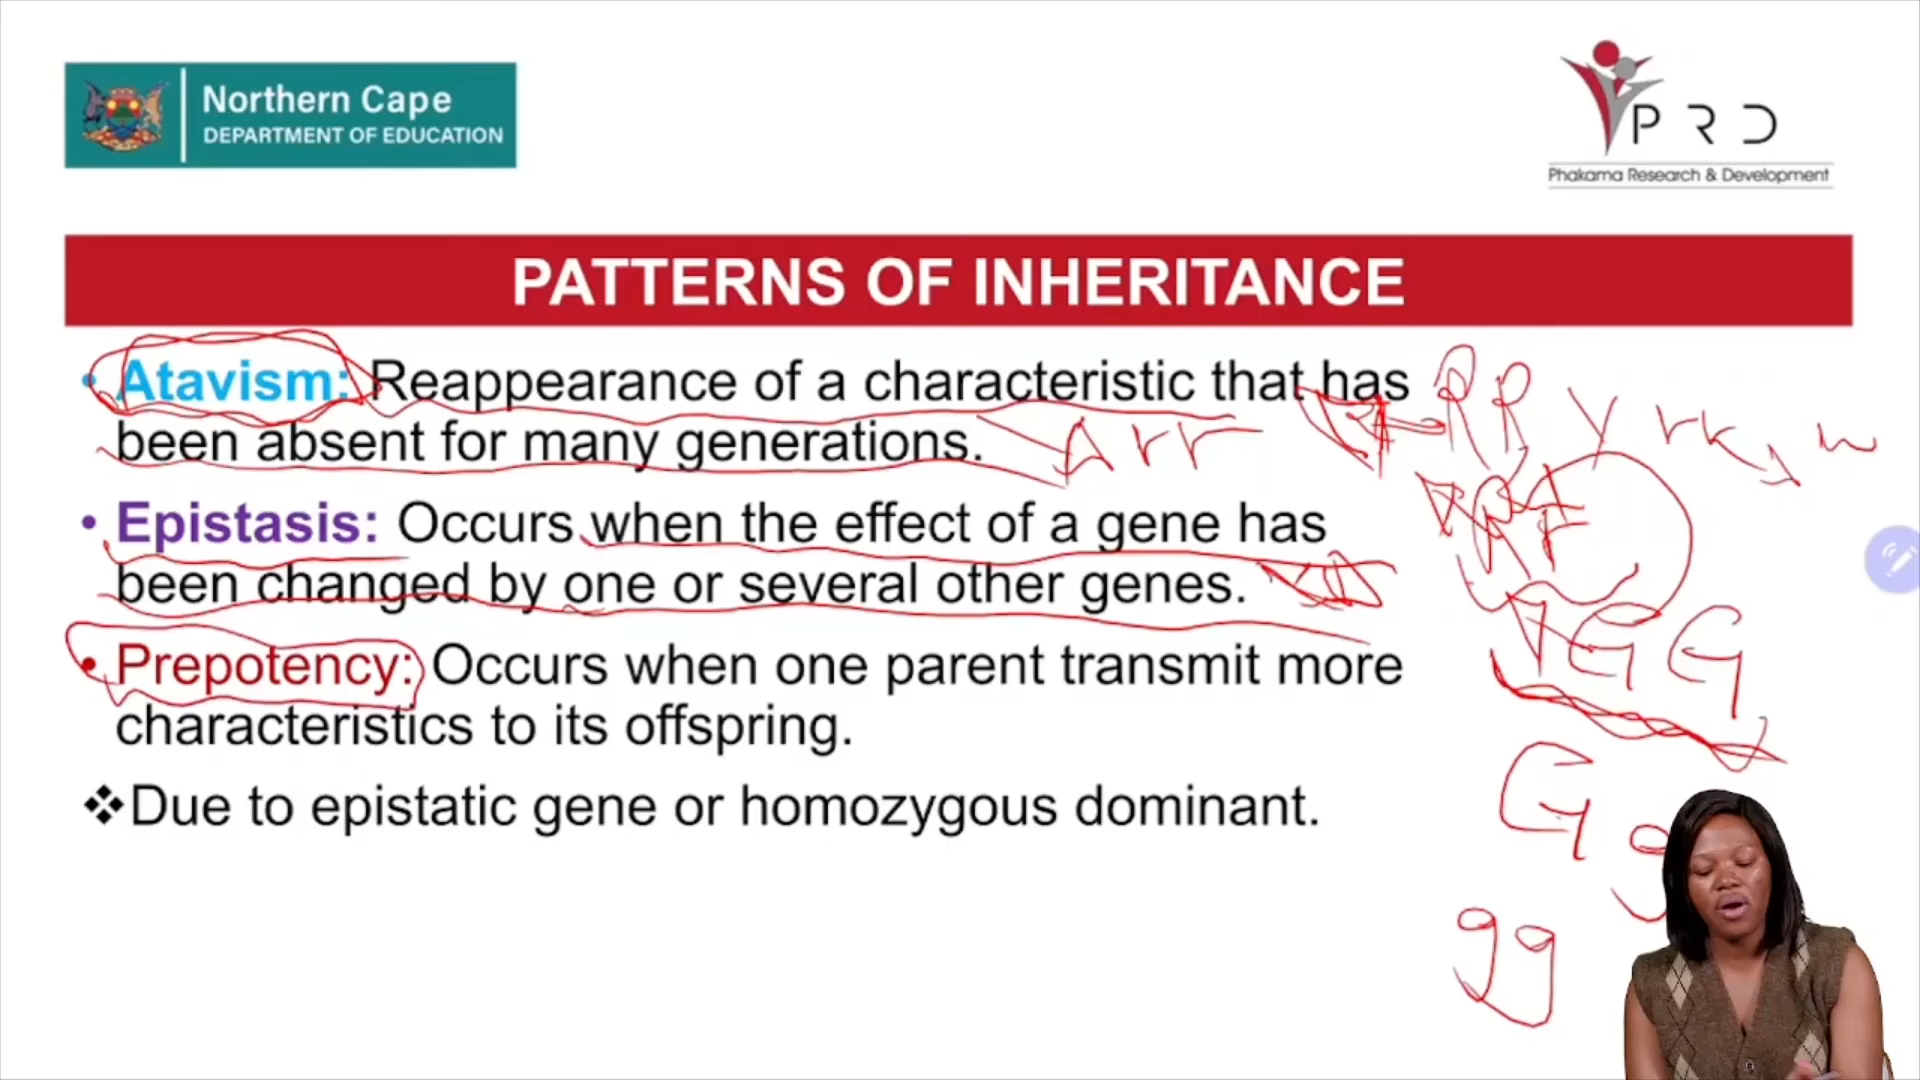 Northern Cape
DEPARTMENT OF EDUCATION
P R D
Phakama Research & Development
PATTERNS OF INHERITANCE
• Atavism: Reappearance of a characteristic that has
been absent for many generations.
A r r
R R
• Epistasis: Occurs when the effect of a gene has
been changed by one or several other genes.
G G
• Prepotency: Occurs when one parent transmit more
characteristics to its offspring.
❖Due to epistatic gene or homozygous dominant.
G g
gg